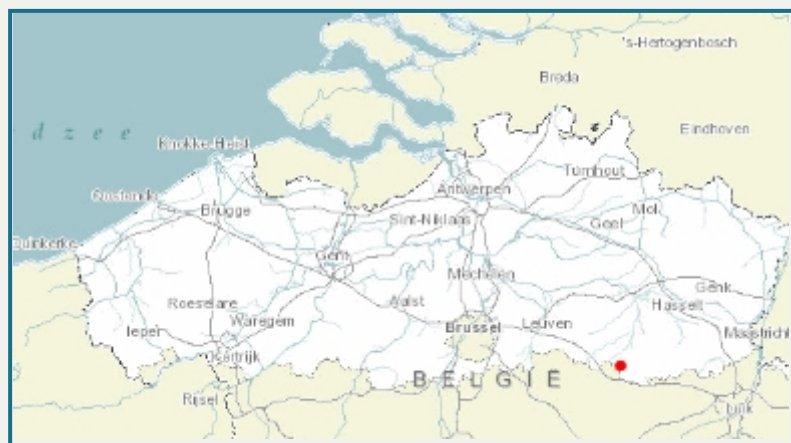 's-Hertogenbosch
Breda
Eindhoven
d z e e
Knokke-Heist
Turnhout
Antwerpen
Oostende
Mol
Brugge
Sint-Niklaas
Geel
Duinkerke
Gent
Mechelen
Genk
Roeselare
Aalst
Hasselt
Waregem
Brussel
Leuven
Ieper
Maastricht
Kortrijk
BELGIË
Rijsel
Luik